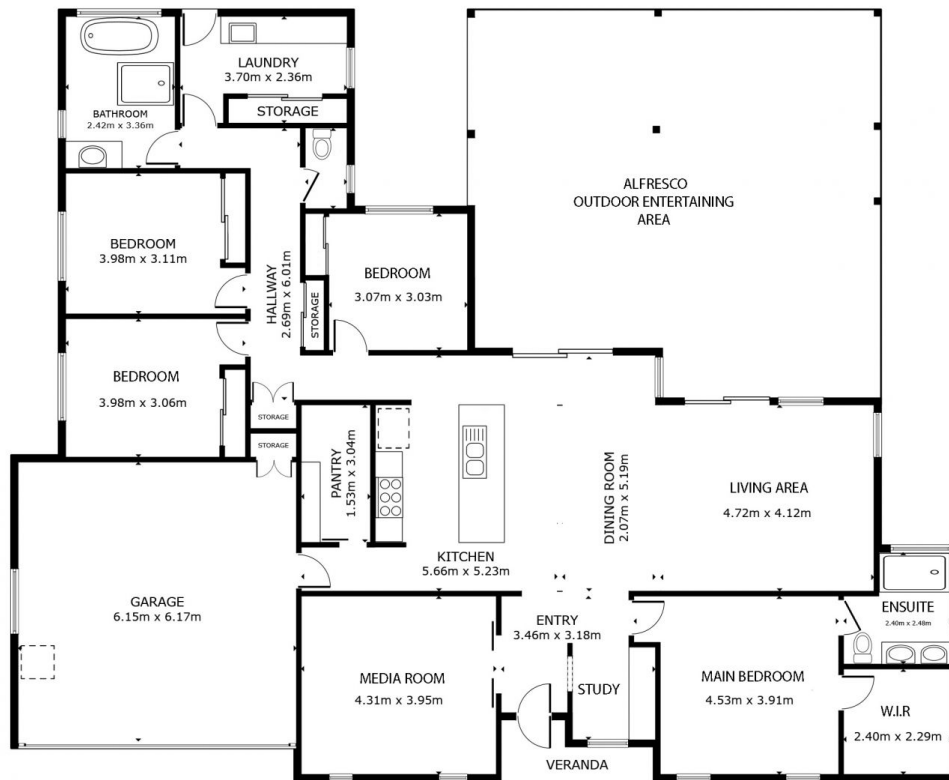 LAUNDRY
3.70m x 2.36m
STORAGE
BATHROOM
2.42m x 3.36m
ALFRESCO
OUTDOOR ENTERTAINING
AREA
BEDROOM
3.98m x 3.11m
HALLWAY
2.69m x 6.01m
STORAGE
BEDROOM
3.07m x 3.03m
BEDROOM
3.98m x 3.06m
STORAGE
STORAGE
PANTRY
1.53m x 3.04m
KITCHEN
5.66m x 5.23m
DINING ROOM
2.07m x 5.19m
LIVING AREA
4.72m x 4.12m
GARAGE
6.15m x 6.17m
ENTRY
3.46m x 3.18m
ENSUITE
2.40m x 2.48m
MEDIA ROOM
4.31m x 3.95m
STUDY
MAIN BEDROOM
4.53m x 3.91m
W.I.R
2.40m x 2.29m
VERANDA